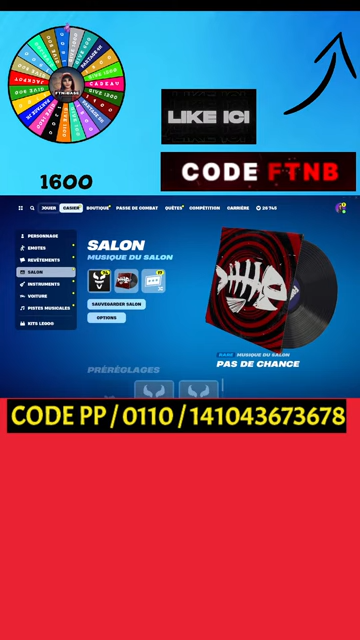 FTNBASE
JACKPOT
LIKE ICI
CODE FTNB
1600
JOUER CASIER BOUTIQUE PASSE DE COMBAT QUÊTES COMPÉTITION CARRIÈRE
PERSONNAGE
EMOTES
REVÊTEMENTS
SALON
INSTRUMENTS
VOITURE
PISTES MUSICALES
KITS LEGO®
SALON
MUSIQUE DU SALON
SAUVEGARDER SALON
OPTIONS
RARE MUSIQUE DU SALON
PAS DE CHANCE
PRÉRÉGLAGES
CODE PP / 0110 / 141043673678